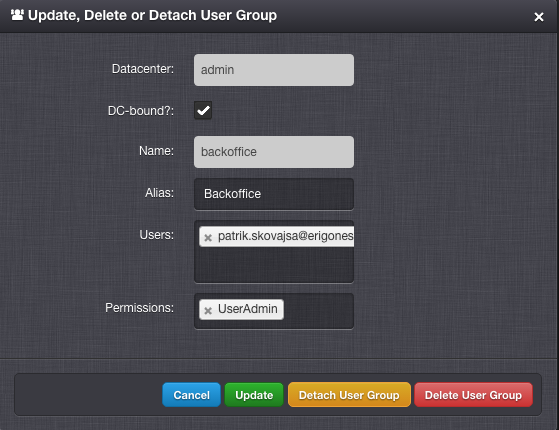 Update, Delete or Detach User Group ×
Datacenter: admin
DC-bound?:
Name: backoffice
Alias: Backoffice
Users: × patrik.skovajsa@erigones
Permissions: × UserAdmin
Cancel Update Detach User Group Delete User Group